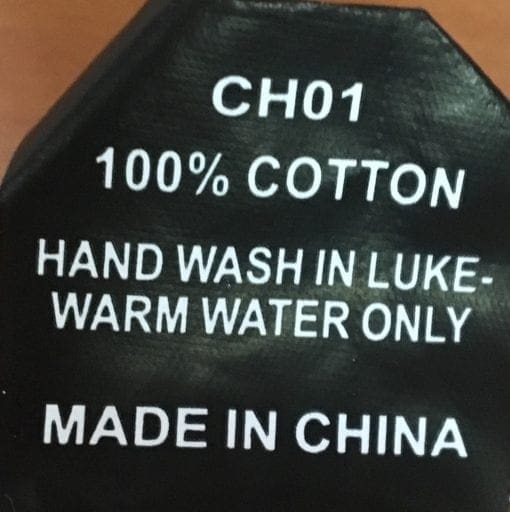 CH01
100% COTTON
HAND WASH IN LUKE-
WARM WATER ONLY
MADE IN CHINA